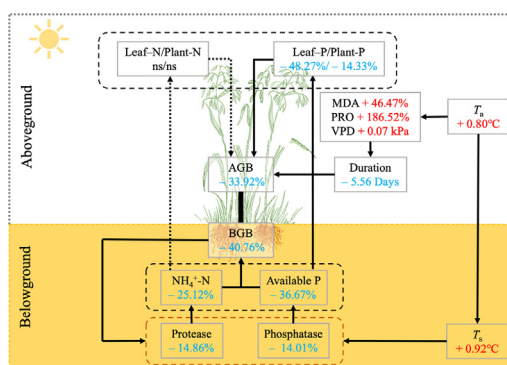 Aboveground
Leaf–N/Plant-N
ns/ns
Leaf–P/Plant-P
– 48.27%/ – 14.33%
MDA + 46.47%
PRO + 186.52%
VPD + 0.07 kPa
Ta
+ 0.80℃
AGB
– 33.92%
Duration
– 5.56 Days
Belowground
BGB
– 40.76%
NH4+-N
– 25.12%
Available P
– 36.67%
Protease
– 14.86%
Phosphatase
– 14.01%
Ts
+ 0.92℃